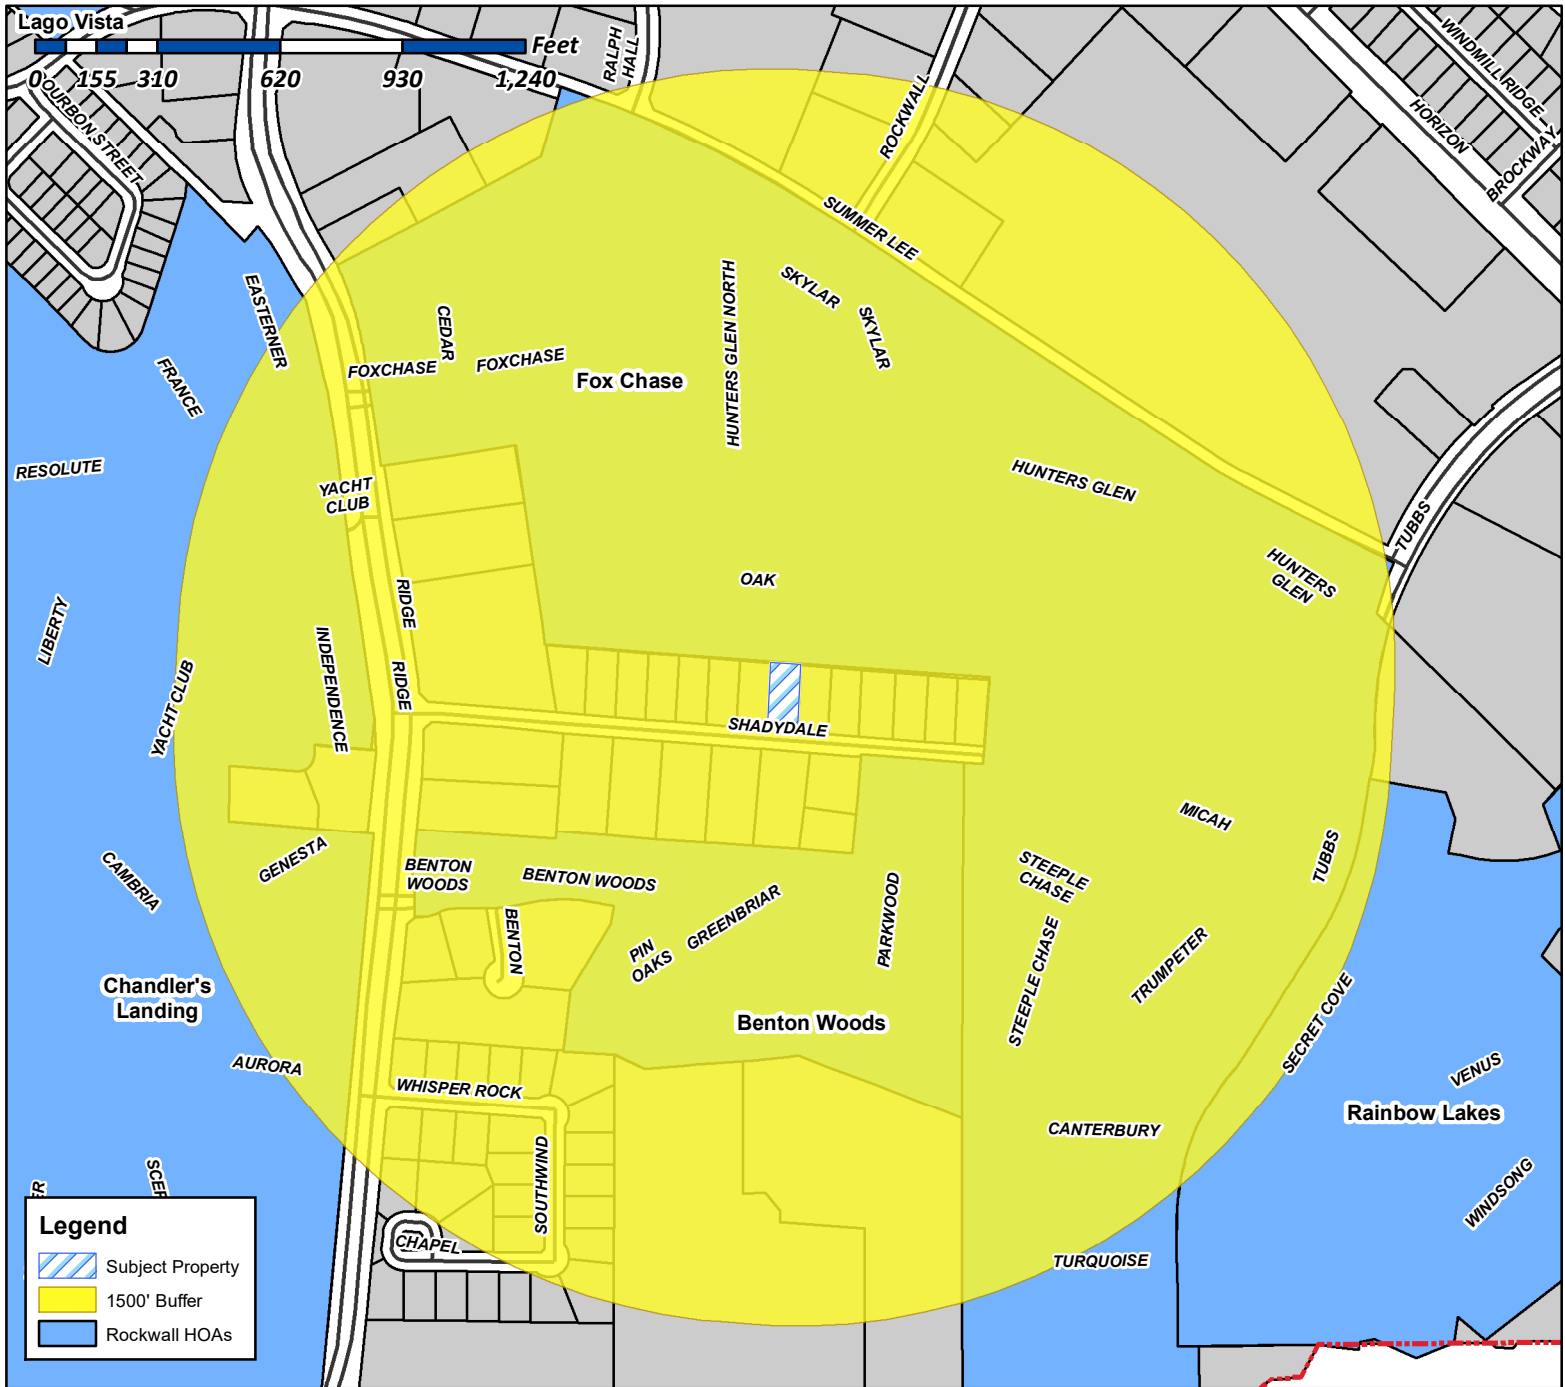 Lago Vista
Feet
0 155 310 620 930 1,240
RALPH
HALL
WINDMILL RIDGE
HORIZON
BROCKWAY
ROCKWALL
OURBON STREET
SUMMER LEE
EASTERNER
SKYLAR
SKYLAR
HUNTERS GLEN NORTH
CEDAR
FOXCHASE
FOXCHASE
Fox Chase
FRANCE
RESOLUTE
YACHT
CLUB
HUNTERS GLEN
TUBBS
HUNTERS
GLEN
OAK
RIDGE
LIBERTY
INDEPENDENCE
RIDGE
YACHT CLUB
SHADYDALE
MICAH
TUBBS
GENESTA
CAMBRIA
BENTON
WOODS
BENTON WOODS
STEEPLE
CHASE
GREENBRIAR
PARKWOOD
BENTON
PIN
OAKS
STEEPLE CHASE
TRUMPETER
Chandler's
Landing
Benton Woods
SECRET COVE
AURORA
VENUS
WHISPER ROCK
Rainbow Lakes
CANTERBURY
SOUTHWIND
WINDSONG
SCEP
ER
CHAPEL
TURQUOISE
Legend
Subject Property
1500' Buffer
Rockwall HOAs